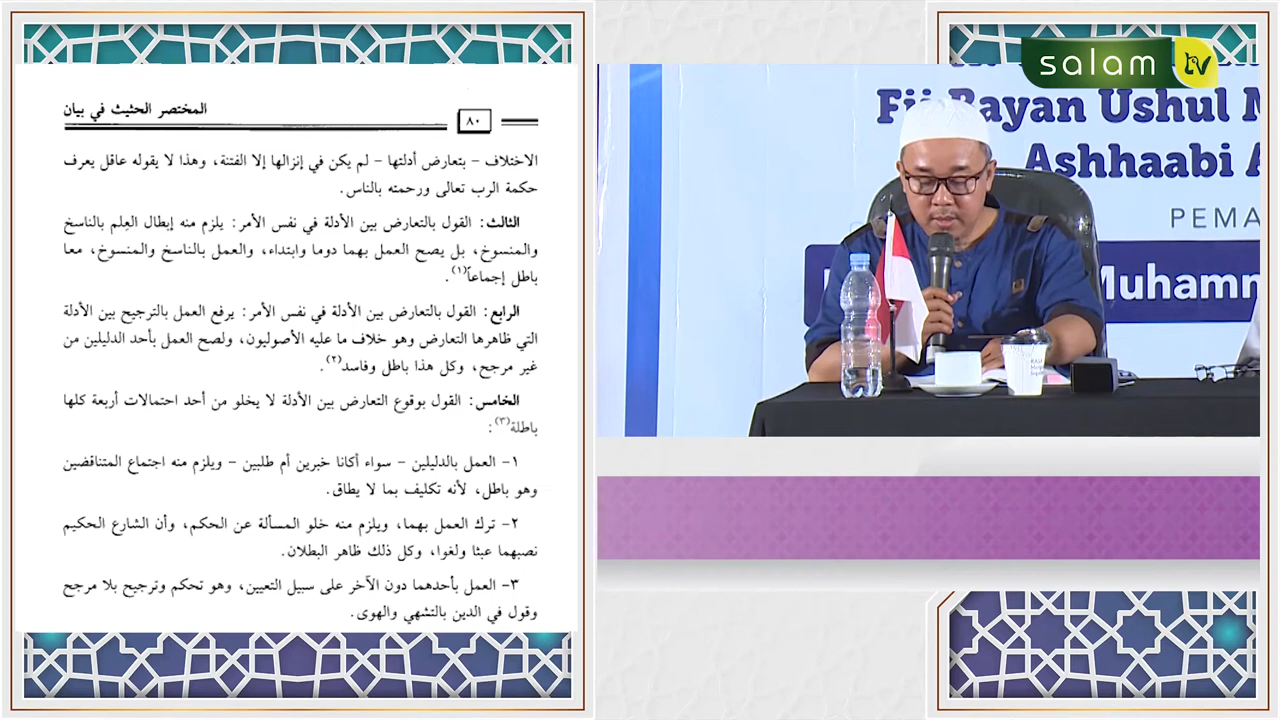 المختصر الحثيث في بيان
٨٠
الاختلاف – بتعارض أدلتها – لم يكن في إنزالها إلا الفتنة، وهذا لا يقوله عاقل يعرف
حكمة الرب تعالى ورحمته بالناس.
الثالث: القول بالتعارض بين الأدلة في نفس الأمر: يلزم منه إبطال العِلم بالناسخ
والمنسوخ، بل يصح العمل بهما دوما وابتداء، والعمل بالناسخ والمنسوخ، معا
باطل إجماعاً(١).
الرابع: القول بالتعارض بين الأدلة في نفس الأمر: يرفع العمل بالترجيح بين الأدلة
التي ظاهرها التعارض وهو خلاف ما عليه الأصوليون، ولصح العمل بأحد الدليلين من
غير مرجح، وكل هذا باطل وفاسد(٢).
الخامس: القول بوقوع التعارض بين الأدلة لا يخلو من أحد احتمالات أربعة كلها
باطلة(٣):
١- العمل بالدليلين – سواء أكانا خبرين أم طلبين – ويلزم منه اجتماع المتناقضين
وهو باطل، لأنه تكليف بما لا يطاق.
٢- ترك العمل بهما، ويلزم منه خلو المسألة عن الحكم، وأن الشارع الحكيم
نصبهما عبثا ولغوا، وكل ذلك ظاهر البطلان.
٣- العمل بأحدهما دون الآخر على سبيل التعيين، وهو تحكم وترجيح بلا مرجح
وقول في الدين بالتشهي والهوى.
salam tv
Fii Bayan Ushul M
Ashhaabi A
PEMA
Muhamm